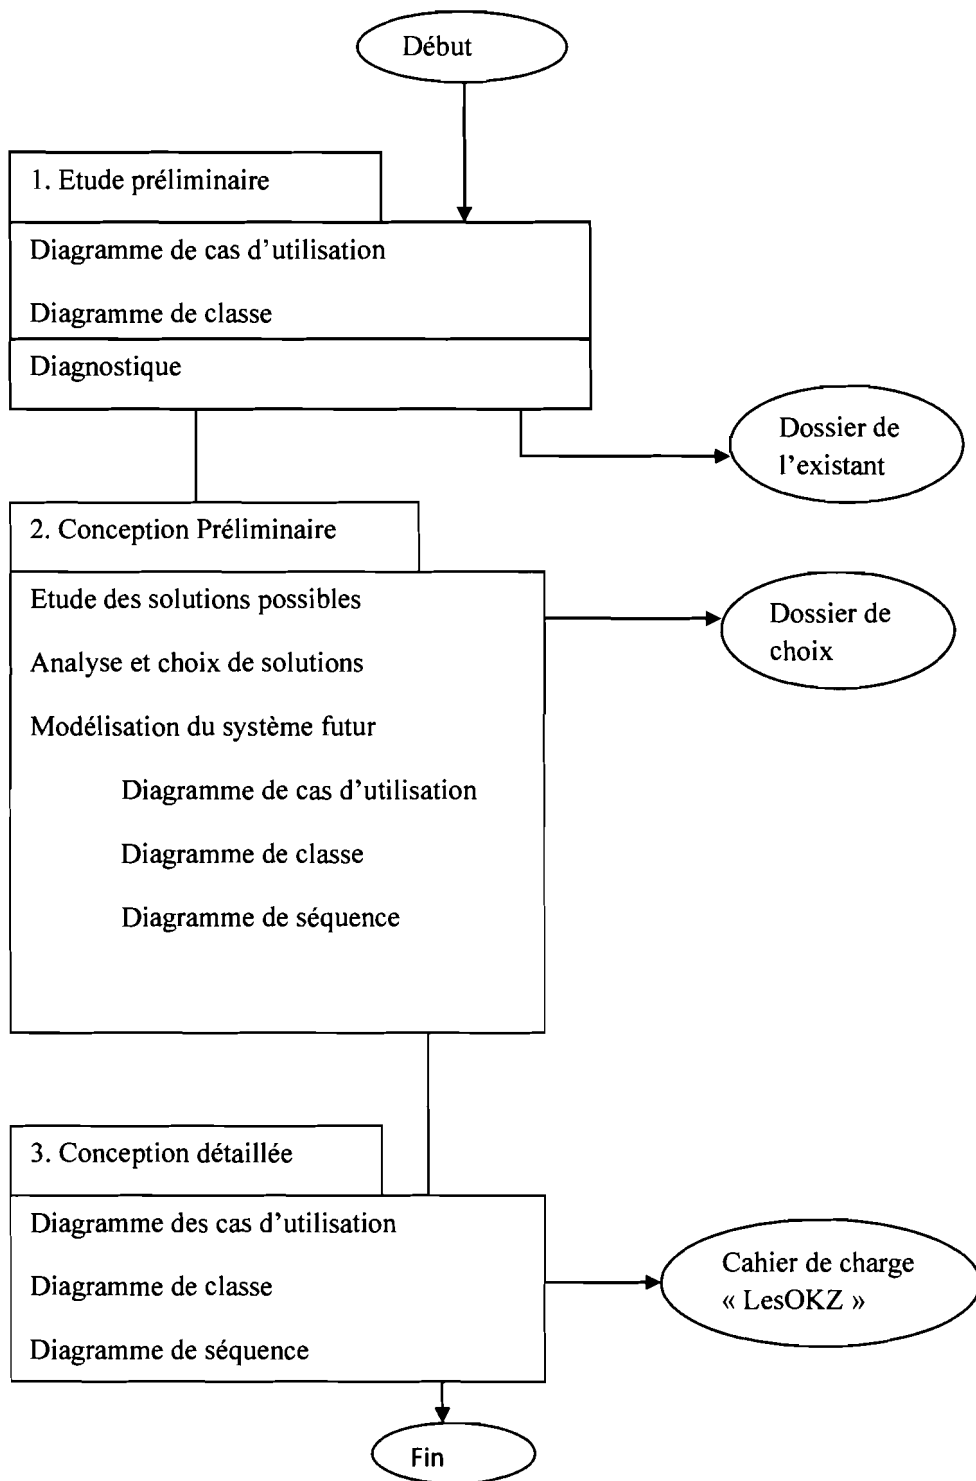 Début
1. Etude préliminaire
Diagramme de cas d'utilisation
Diagramme de classe
Diagnostique
Dossier de
l'existant
2. Conception Préliminaire
Etude des solutions possibles
Analyse et choix de solutions
Modélisation du système futur
Diagramme de cas d'utilisation
Diagramme de classe
Diagramme de séquence
Dossier de
choix
3. Conception détaillée
Diagramme des cas d'utilisation
Diagramme de classe
Diagramme de séquence
Cahier de charge
« LesOKZ »
Fin